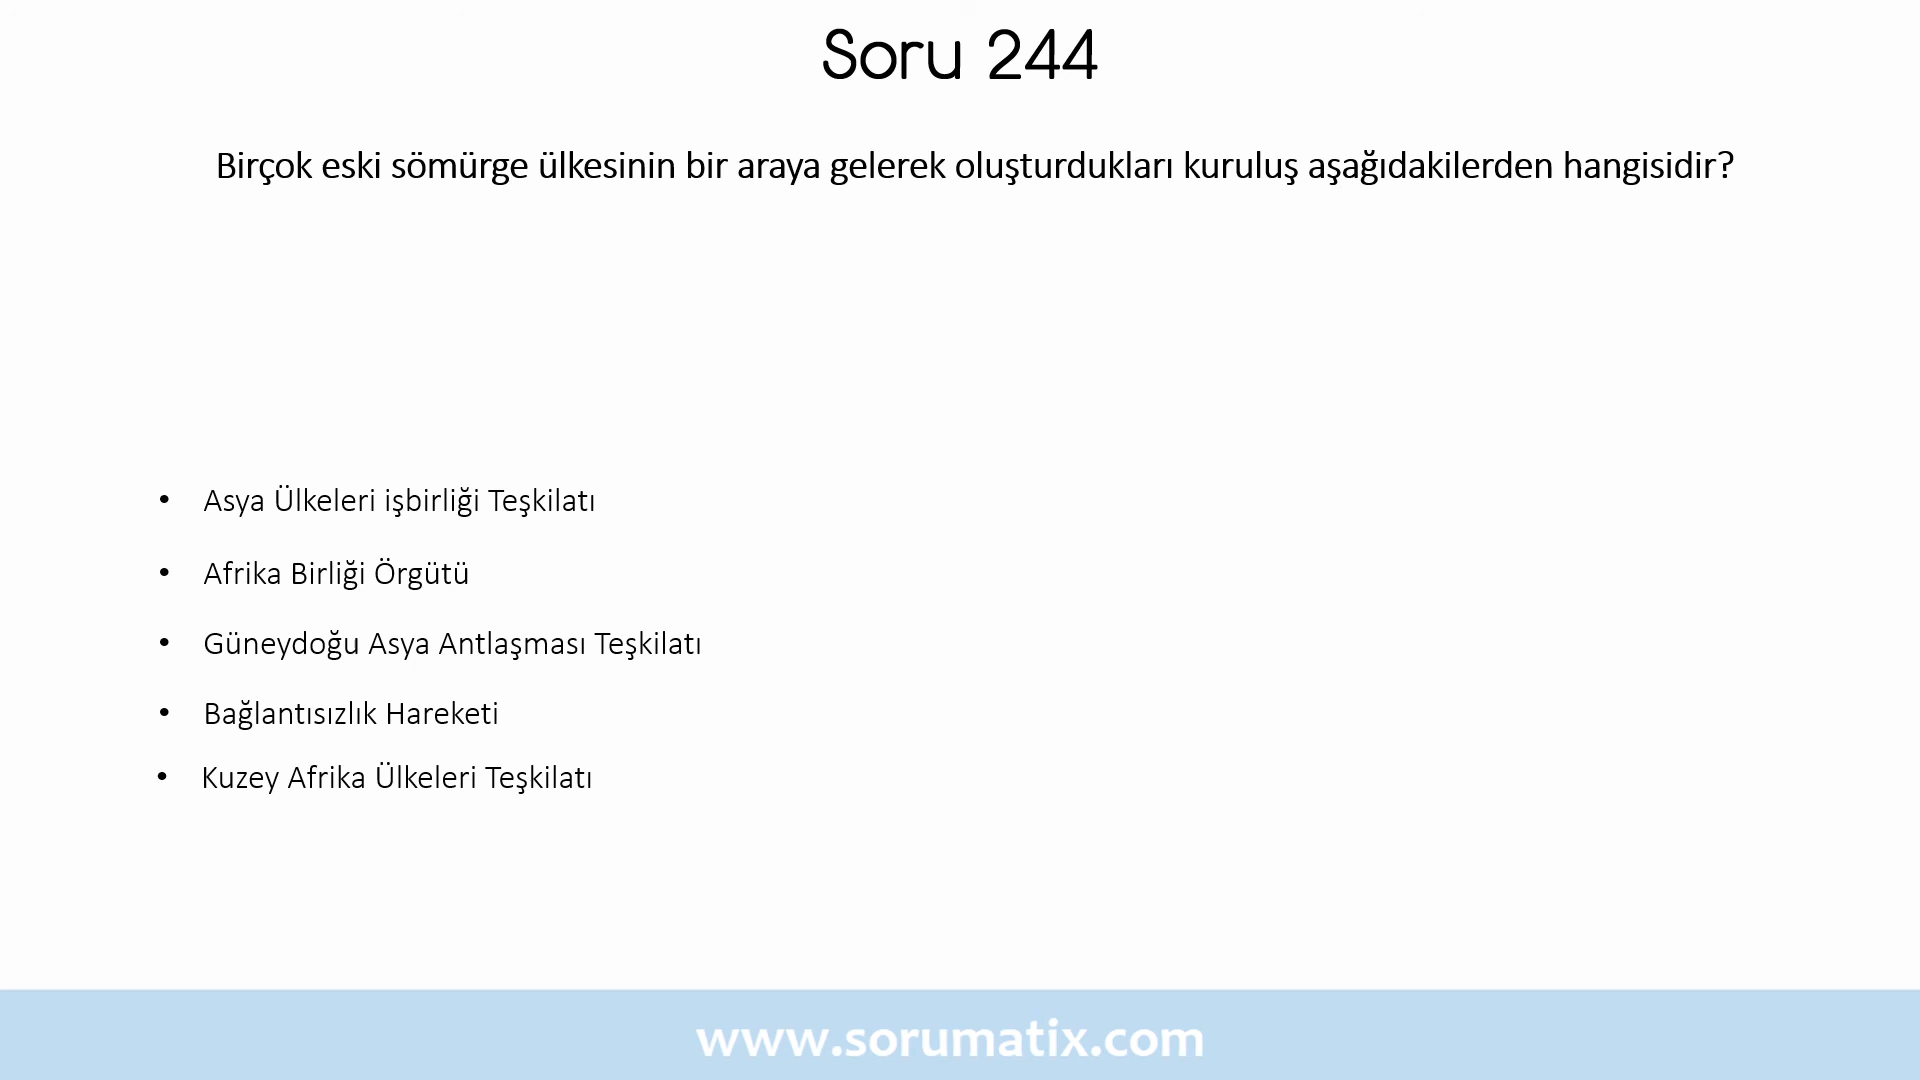 Soru 244
Birçok eski sömürge ülkesinin bir araya gelerek oluşturdukları kuruluş aşağıdakilerden hangisidir?
• Asya Ülkeleri işbirliği Teşkilatı
• Afrika Birliği Örgütü
• Güneydoğu Asya Antlaşması Teşkilatı
• Bağlantısızlık Hareketi
• Kuzey Afrika Ülkeleri Teşkilatı
www.sorumatix.com